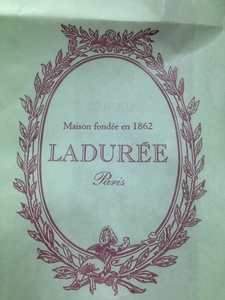 Maison fondée en 1862
LADURÉE
Paris